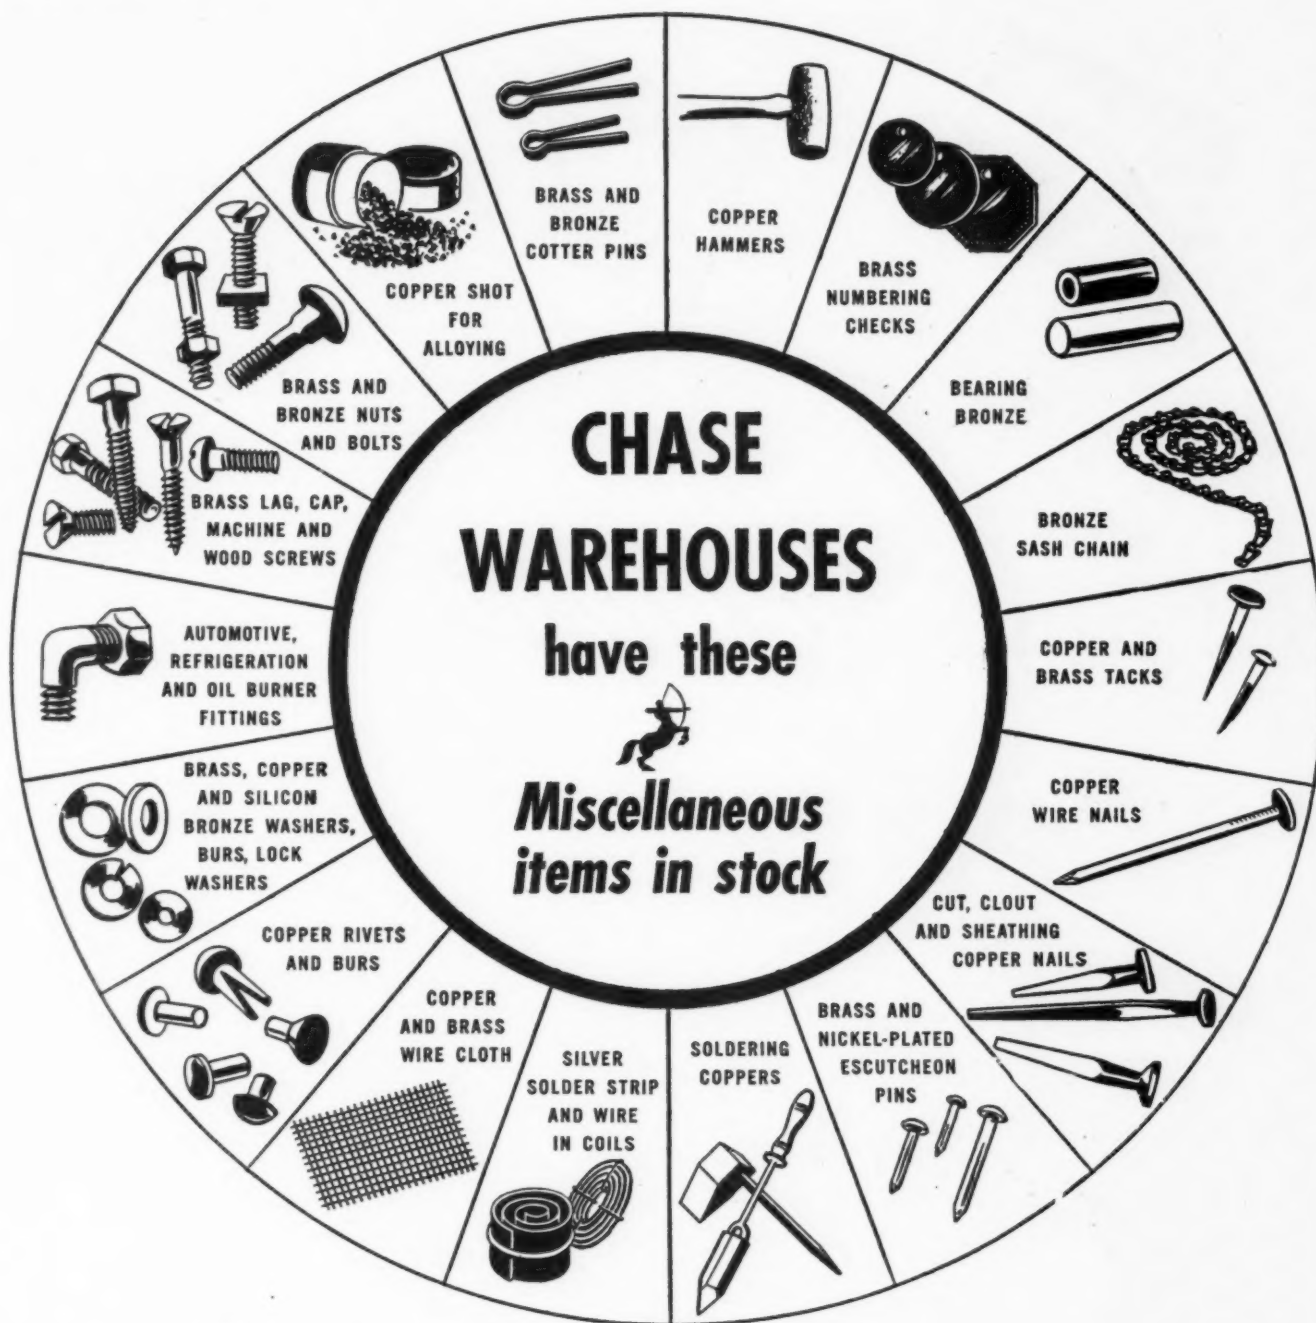 CHASE
WAREHOUSES
have these
Miscellaneous
items in stock
COPPER
HAMMERS
BRASS
NUMBERING
CHECKS
BEARING
BRONZE
BRONZE
SASH CHAIN
COPPER AND
BRASS TACKS
COPPER
WIRE NAILS
CUT, CLOUT
AND SHEATHING
COPPER NAILS
BRASS AND
NICKEL-PLATED
ESCUTCHEON
PINS
SOLDERING
COPPERS
SILVER
SOLDER STRIP
AND WIRE
IN COILS
COPPER
AND BRASS
WIRE CLOTH
COPPER RIVETS
AND BURS
BRASS, COPPER
AND SILICON
BRONZE WASHERS,
BURS, LOCK
WASHERS
AUTOMOTIVE,
REFRIGERATION
AND OIL BURNER
FITTINGS
BRASS LAG, CAP,
MACHINE AND
WOOD SCREWS
BRASS AND
BRONZE NUTS
AND BOLTS
COPPER SHOT
FOR
ALLOYING
BRASS AND
BRONZE
COTTER PINS